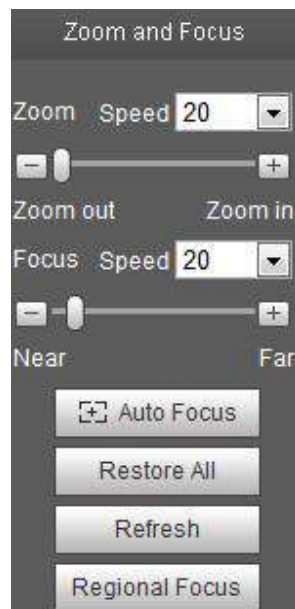 Zoom and Focus
Zoom Speed 20
Zoom out Zoom in
Focus Speed 20
Near Far
Auto Focus
Restore All
Refresh
Regional Focus